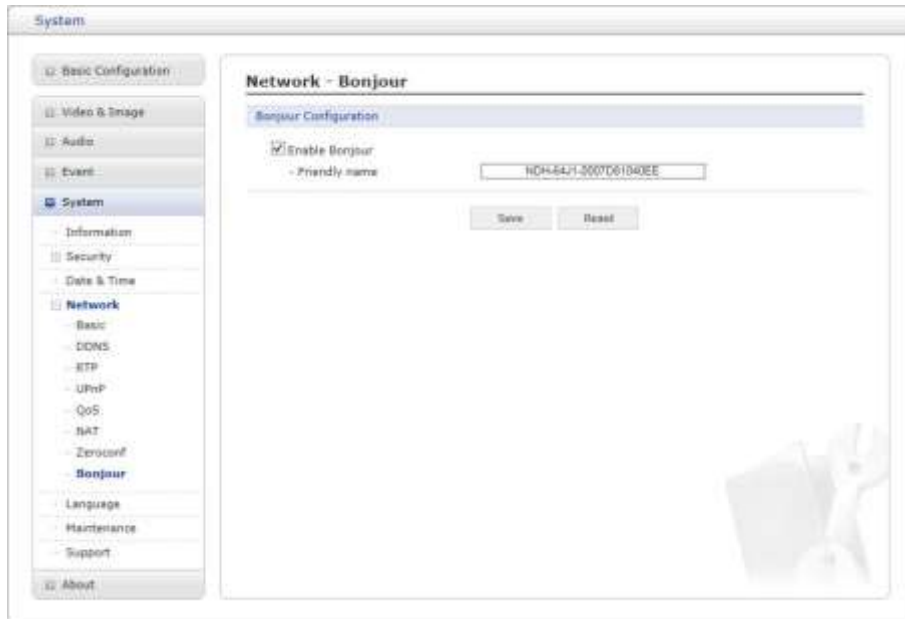 System
Basic Configuration
Video & Image
Audio
Event
System
Information
Security
Date & Time
Network
Basic
DDNS
RTP
UPnP
QoS
NAT
Zeroconf
Bonjour
Language
Maintenance
Support
About
Network - Bonjour
Bonjour Configuration
Enable Bonjour
- Friendly name
Save Reset